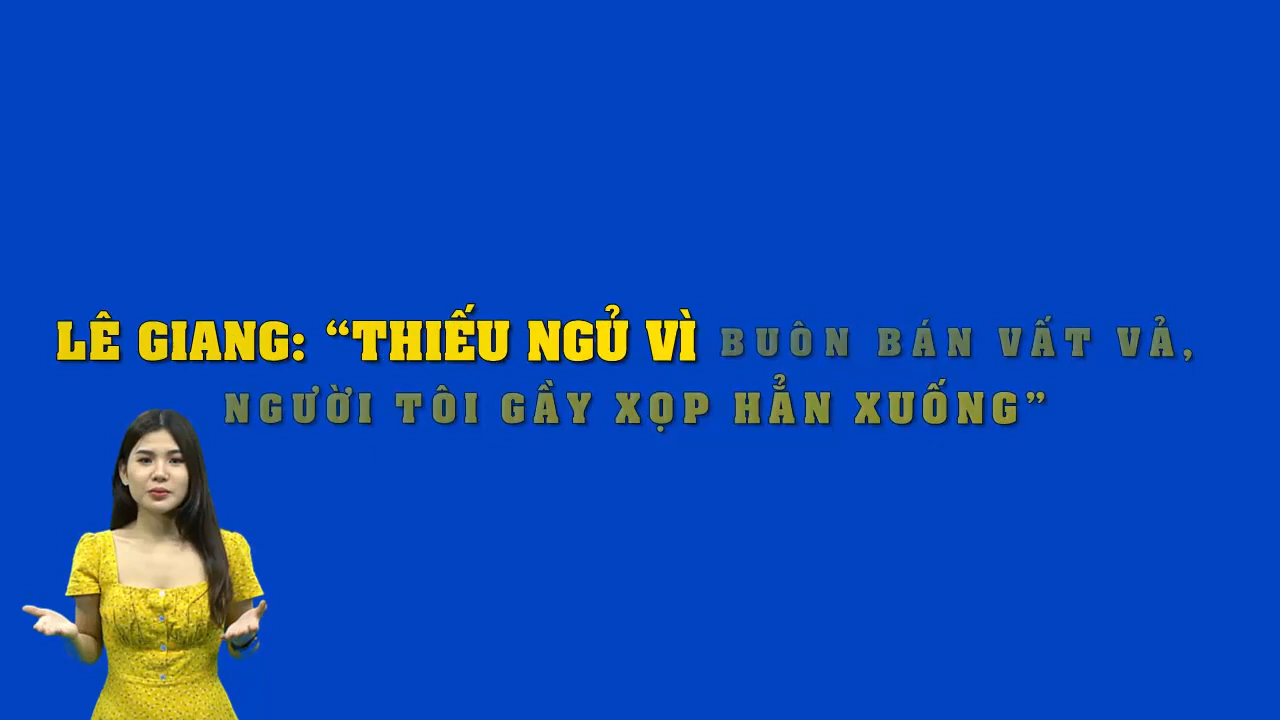 LÊ GIANG: “THIẾU NGỦ VÌ BUÔN BÁN VẤT VẢ,
NGƯỜI TÔI GẦY XỌP HẲN XUỐNG”